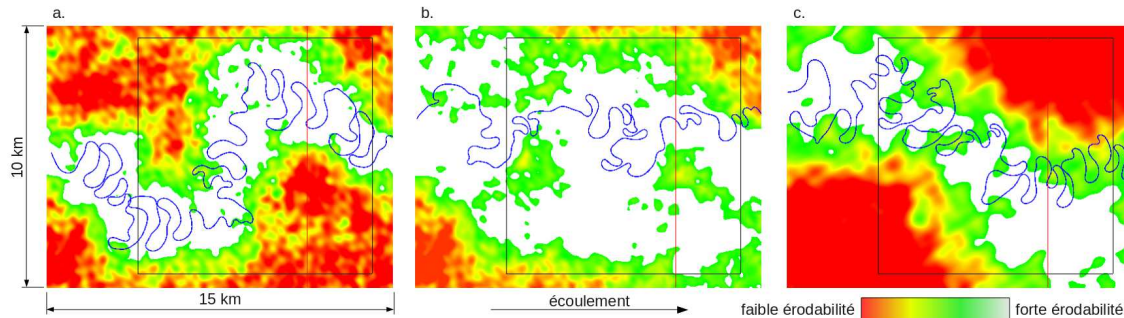 a.
b.
c.
10 km
15 km
écoulement
faible érodabilité
forte érodabilité